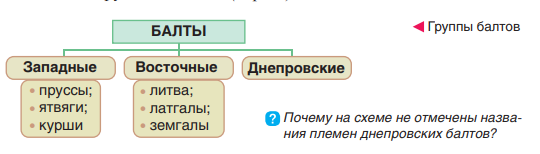 БАЛТЫ
◀ Группы балтов
Западные
Восточные
Днепровские
• пруссы;
• ятвяги;
• курши
• литва;
• латгалы;
• земгалы
? Почему на схеме не отмечены назва-
ния племен днепровских балтов?